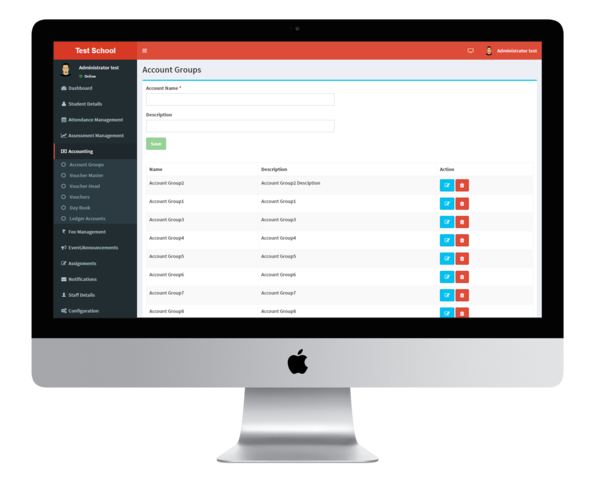 Test School
Administrator test
Administrator test
Online
Account Groups
Dashboard
Student Details
Attendance Management
Assessment Management
Accounting
Account Groups
Voucher Master
Voucher Head
Vouchers
Day Book
Ledger Accounts
Fee Management
Event/Announcements
Assignments
Notifications
Staff Details
Configuration
Account Name *
Description
Save
Name Description Action
Account Group2 Account Group2 Desciption
Account Group1 Account Group1
Account Group3 Account Group3
Account Group4 Account Group4
Account Group5 Account Group5
Account Group6 Account Group6
Account Group7 Account Group7
Account Group8 Account Group8